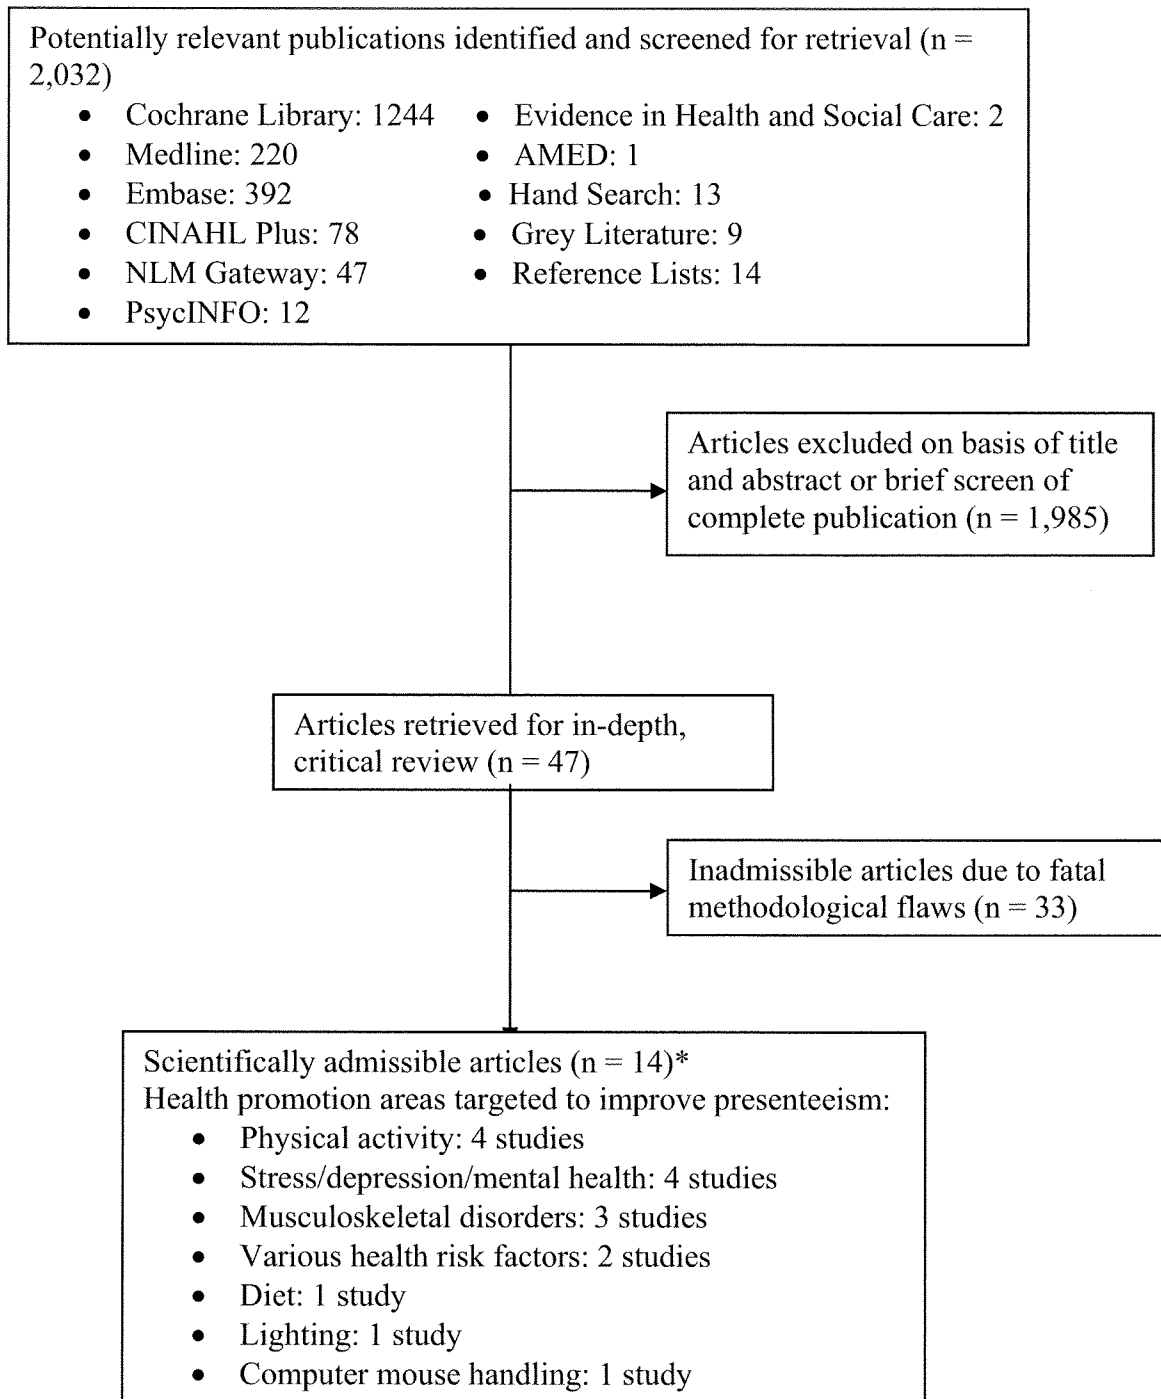 Potentially relevant publications identified and screened for retrieval (n =
2,032)
• Cochrane Library: 1244
• Medline: 220
• Embase: 392
• CINAHL Plus: 78
• NLM Gateway: 47
• PsycINFO: 12
• Evidence in Health and Social Care: 2
• AMED: 1
• Hand Search: 13
• Grey Literature: 9
• Reference Lists: 14
Articles excluded on basis of title
and abstract or brief screen of
complete publication (n = 1,985)
Articles retrieved for in-depth,
critical review (n = 47)
Inadmissible articles due to fatal
methodological flaws (n = 33)
Scientifically admissible articles (n = 14)*
Health promotion areas targeted to improve presenteeism:
• Physical activity: 4 studies
• Stress/depression/mental health: 4 studies
• Musculoskeletal disorders: 3 studies
• Various health risk factors: 2 studies
• Diet: 1 study
• Lighting: 1 study
• Computer mouse handling: 1 study